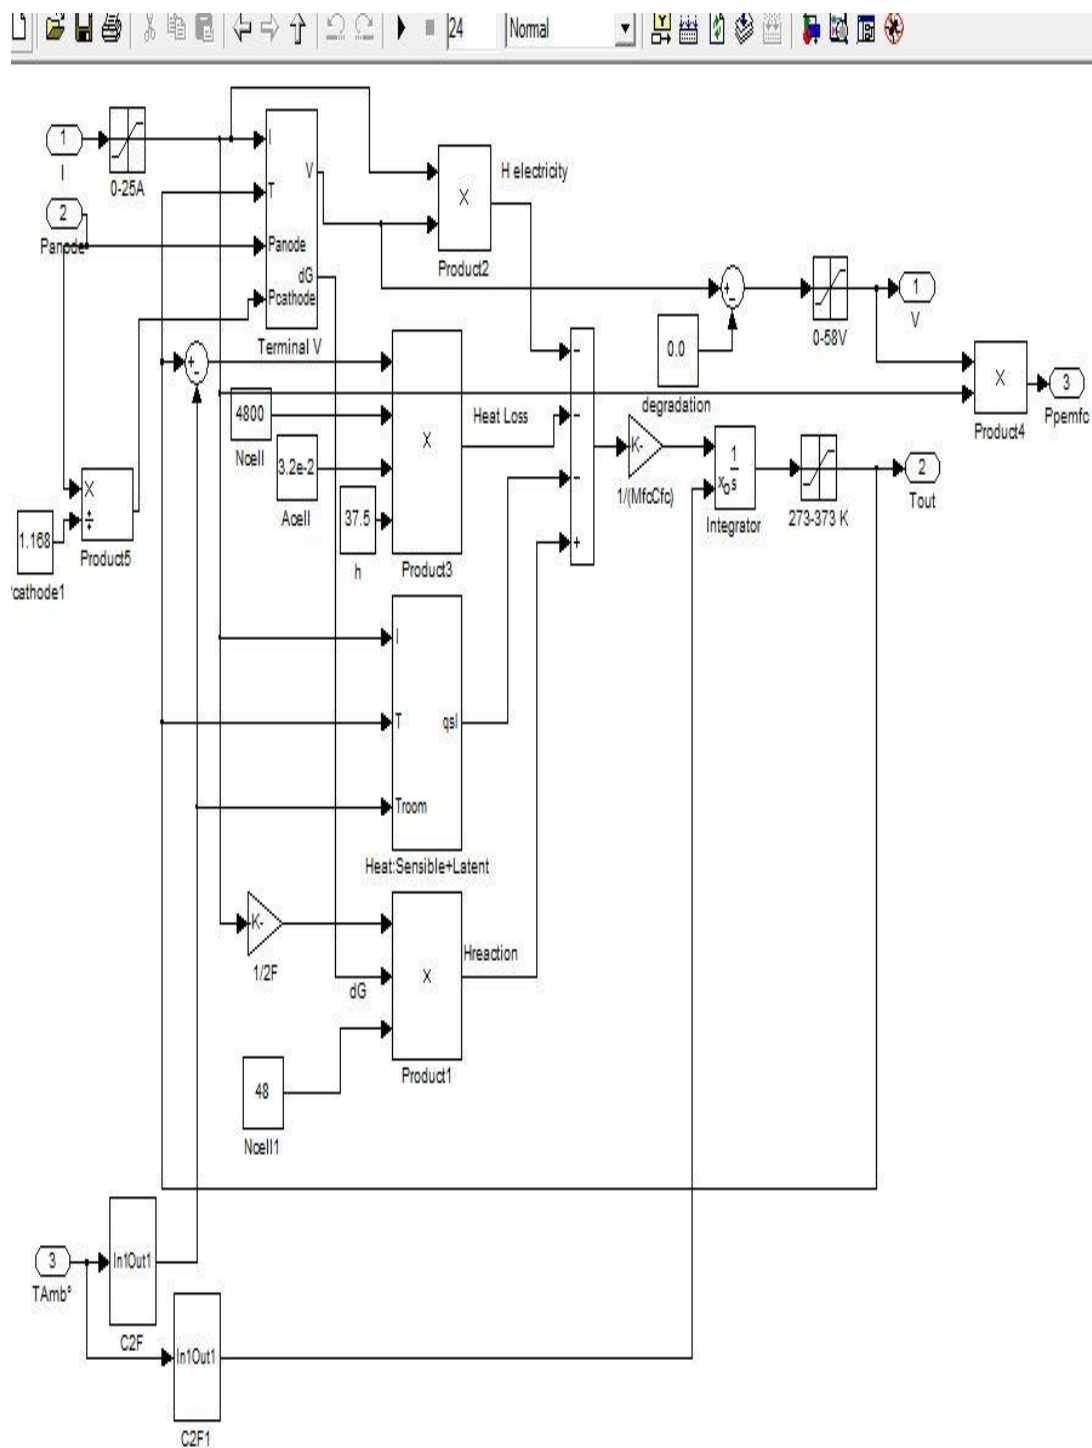 24 Normal
1
I
0-25A
2
Panode
I
T
Panode
Pcathode
V
dG
Terminal V
×
Product2
H electricity
+
-
0.0
degradation
0-58V
1
V
×
Product4
3
Ppemfc
+
-
4800
Ncell
3.2e-2
Acell
37.5
h
×
Product3
Heat Loss
-
-
-
+
K-
1/(MfcCfc)
1
s
xo
Integrator
273-373 K
2
Tout
×
÷
Product5
1.168
cathode1
I
T
Troom
qsl
Heat:Sensible+Latent
K-
1/2F
dG
×
Product1
Hreaction
48
Ncell1
3
TAmb°
In1Out1
C2F
In1Out1
C2F1